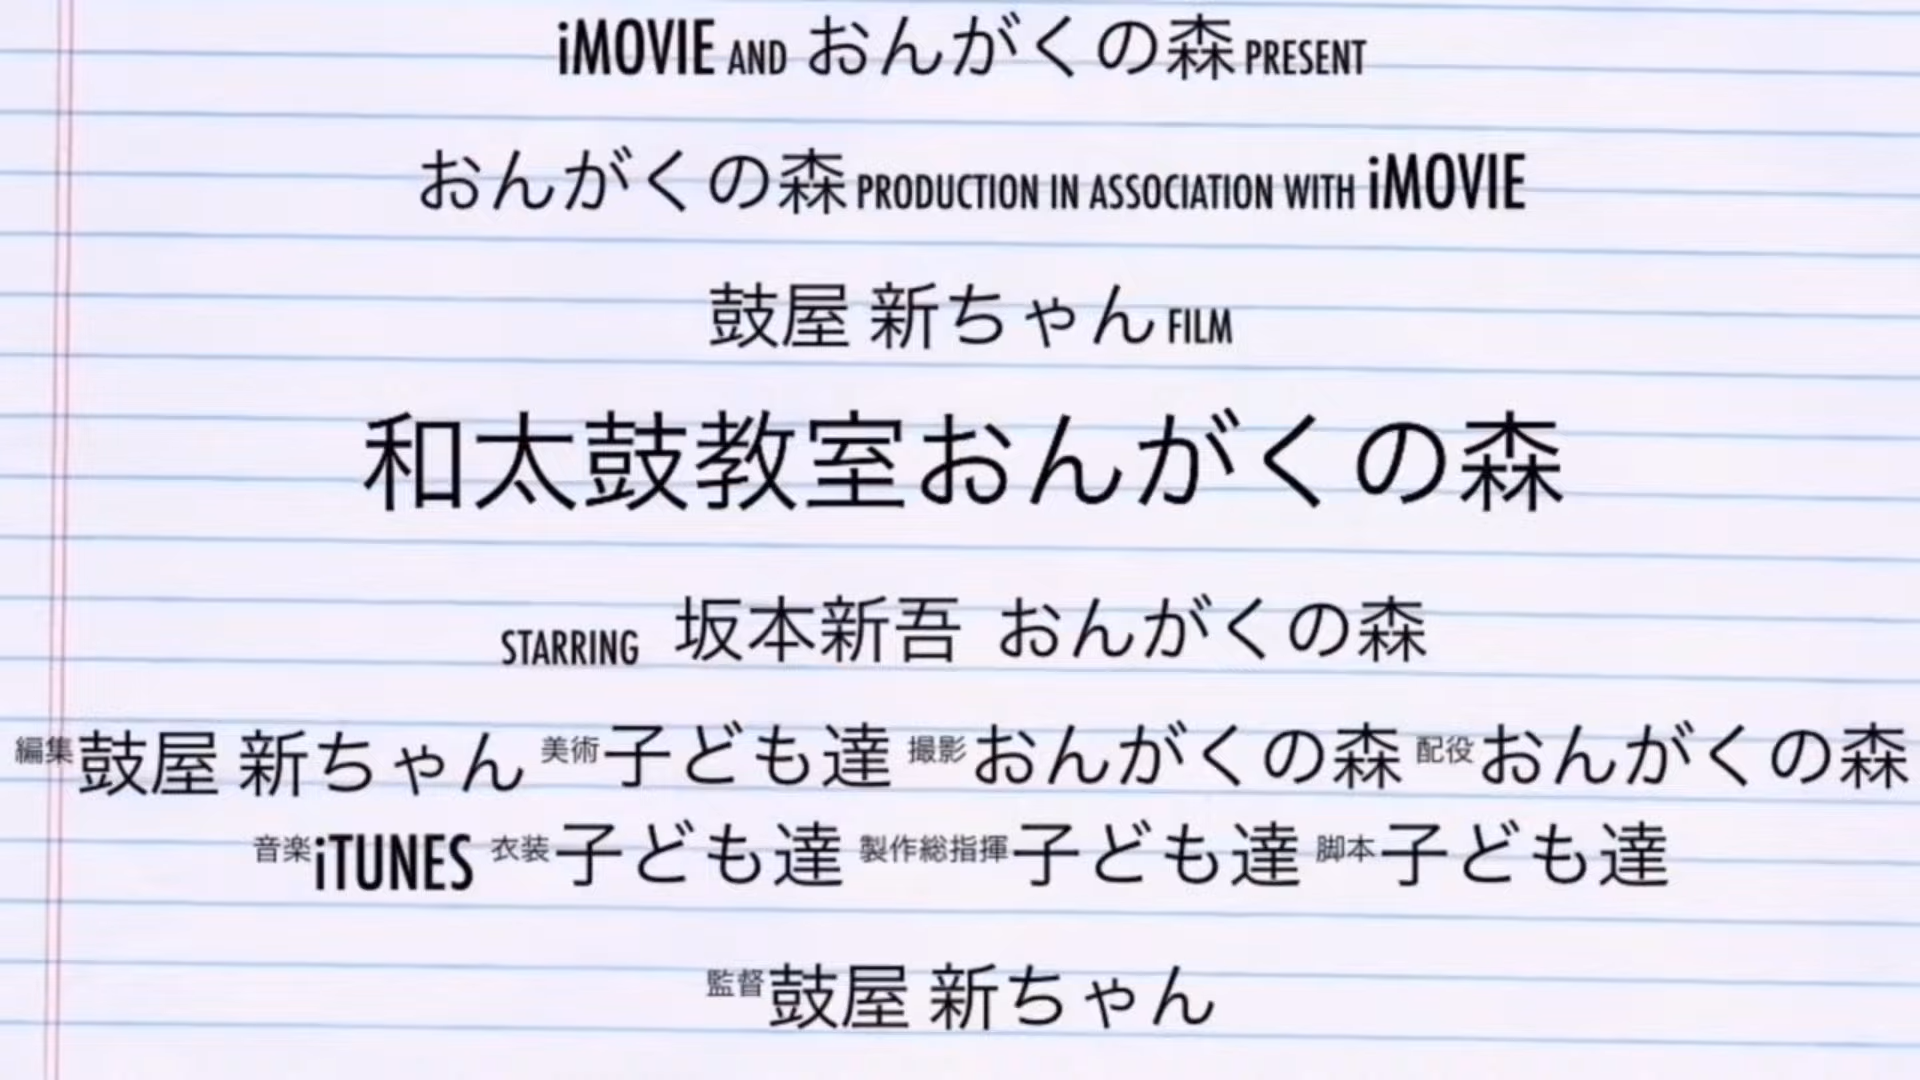 iMOVIE AND おんがくの森 PRESENT
おんがくの森 PRODUCTION IN ASSOCIATION WITH iMOVIE
鼓屋 新ちゃん FILM
和太鼓教室おんがくの森
STARRING 坂本新吾 おんがくの森
編集 鼓屋 新ちゃん 美術 子ども達 撮影 おんがくの森 配役 おんがくの森
音楽 iTUNES 衣装 子ども達 製作総指揮 子ども達 脚本 子ども達
監督 鼓屋 新ちゃん